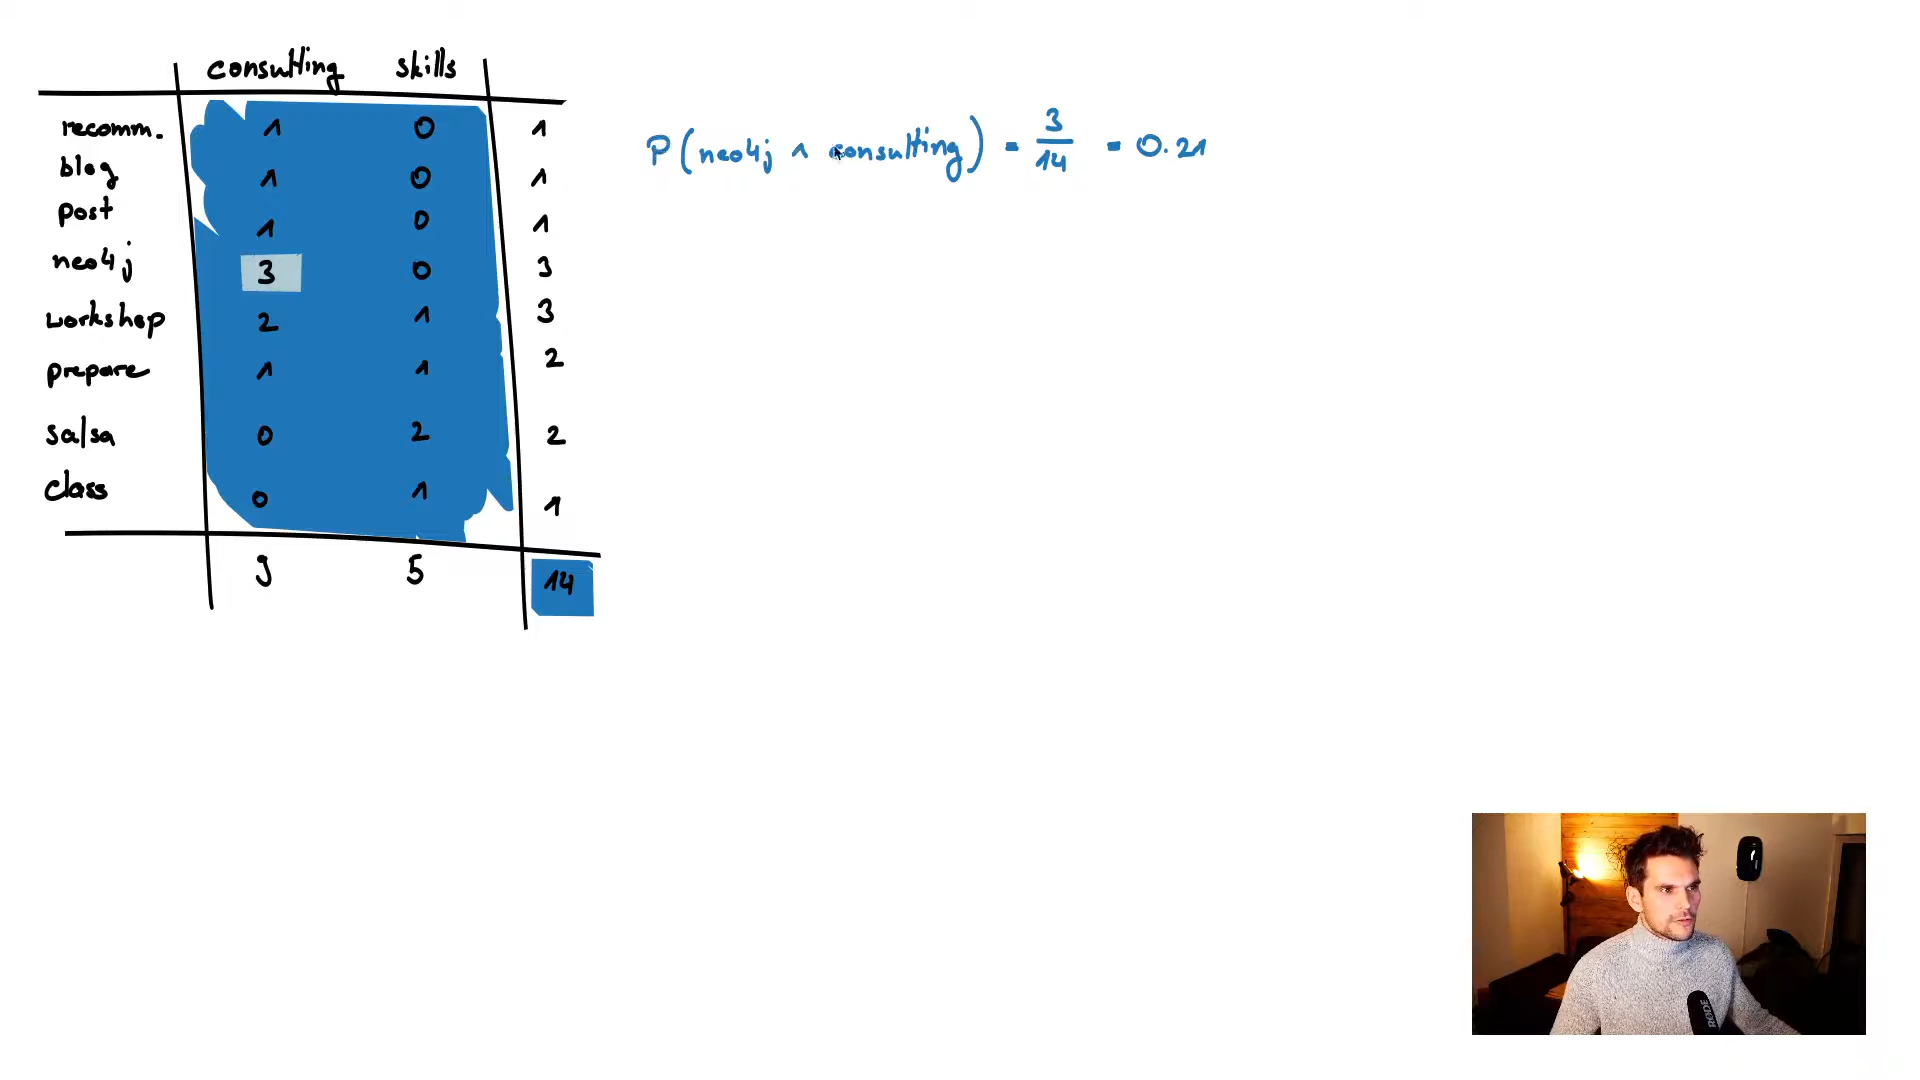 consulting skills
recomm. 1 0 1
blog 1 0 1
post 1 0 1
neo4j 3 0 3
workshop 2 1 3
prepare 1 1 2
salsa 0 2 2
class 0 1 1
9 5 14
P(neo4j ∧ consulting) = 3/14 = 0.21
RØDE